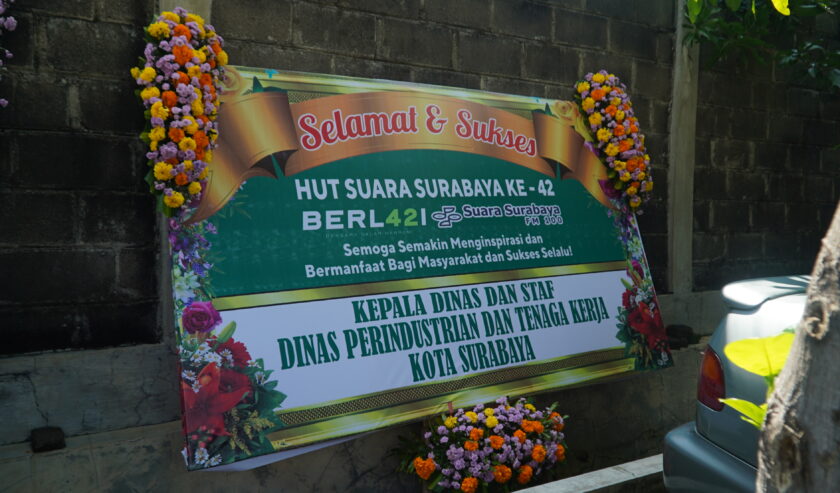 Selamat & Sukses
HUT SUARA SURABAYA KE - 42
BERL42I Suara Surabaya
FM 100
Semoga Semakin Menginspirasi dan
Bermanfaat Bagi Masyarakat dan Sukses Selalu!
KEPALA DINAS DAN STAF
DINAS PERINDUSTRIAN DAN TENAGA KERJA
KOTA SURABAYA